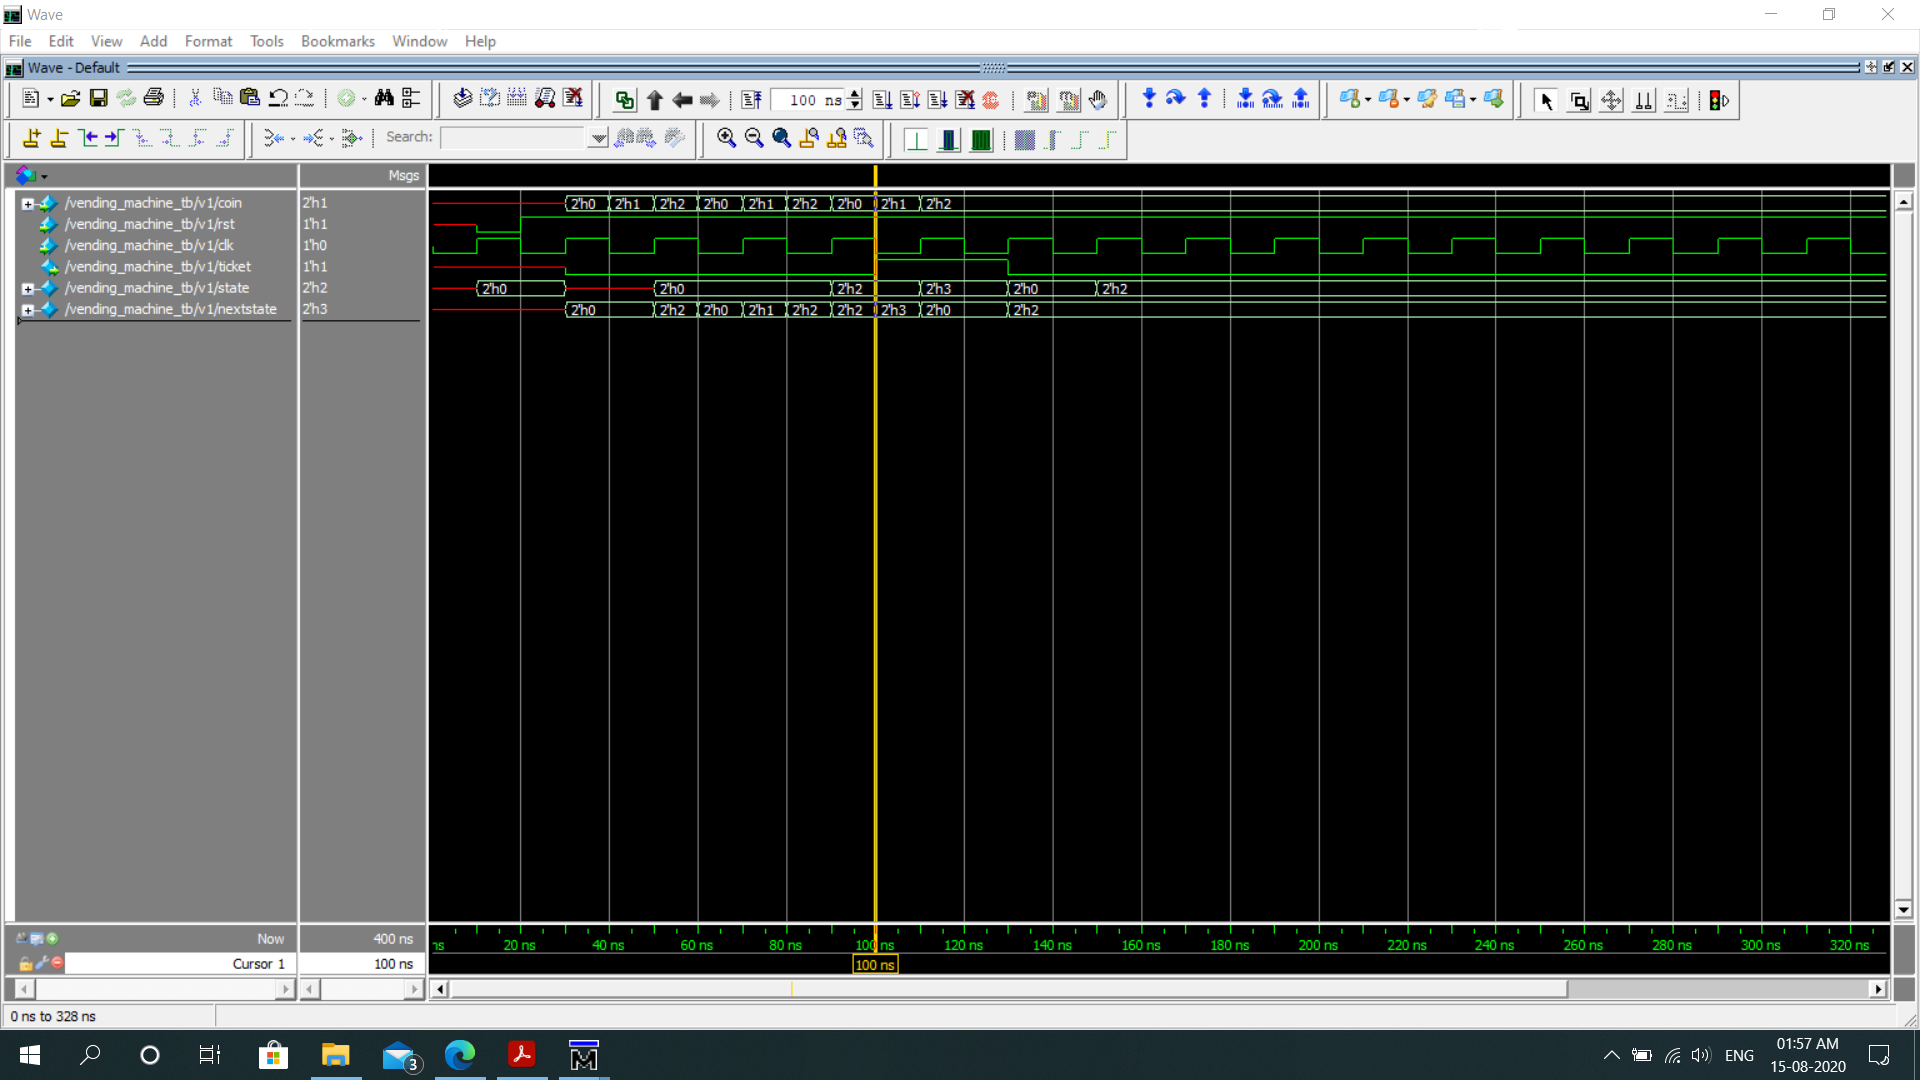 Wave
File Edit View Add Format Tools Bookmarks Window Help
Wave - Default
100 ns
Search:
Msgs
/vending_machine_tb/v1/coin 2'h1 2'h0 2'h1 2'h2 2'h0 2'h1 2'h2 2'h0 2'h1 2'h2
/vending_machine_tb/v1/rst 1'h1
/vending_machine_tb/v1/clk 1'h0
/vending_machine_tb/v1/ticket 1'h1
/vending_machine_tb/v1/state 2'h2 2'h0 2'h0 2'h2 2'h3 2'h0 2'h2
/vending_machine_tb/v1/nextstate 2'h3 2'h0 2'h2 2'h0 2'h1 2'h2 2'h2 2'h3 2'h0 2'h2
Now 400 ns ns 20 ns 40 ns 60 ns 80 ns 100 ns 120 ns 140 ns 160 ns 180 ns 200 ns 220 ns 240 ns 260 ns 280 ns 300 ns 320 ns
Cursor 1 100 ns 100 ns
0 ns to 328 ns
3 ENG 01:57 AM
15-08-2020